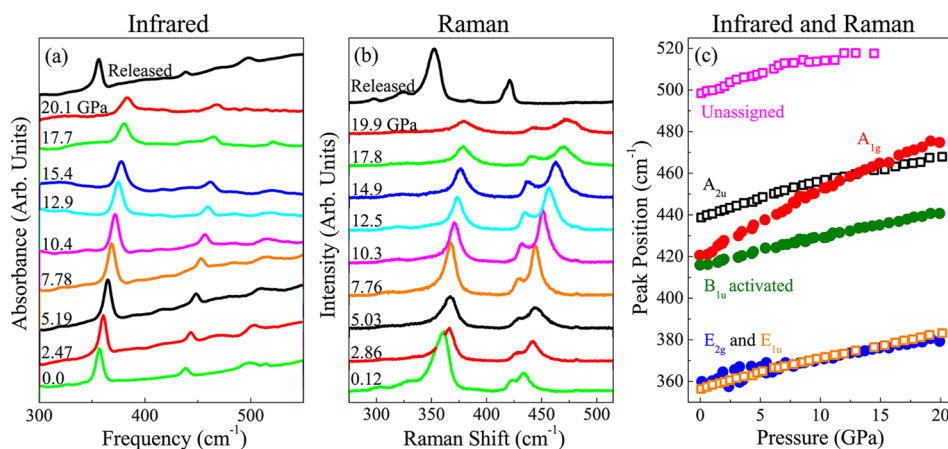 Infrared
(a)
Released
20.1 GPa
17.7
15.4
12.9
10.4
7.78
5.19
2.47
0.0
Absorbance (Arb. Units)
300 400 500
Frequency (cm-1)
Raman
(b)
Released
19.9 GPa
17.8
14.9
12.5
10.3
7.76
5.03
2.86
0.12
Intensity (Arb. Units)
300 350 400 450 500
Raman Shift (cm-1)
Infrared and Raman
(c)
520
500
480
460
440
420
400
380
360
Unassigned
A1g
A2u
B1u activated
E2g and E1u
Peak Position (cm-1)
0 5 10 15 20
Pressure (GPa)